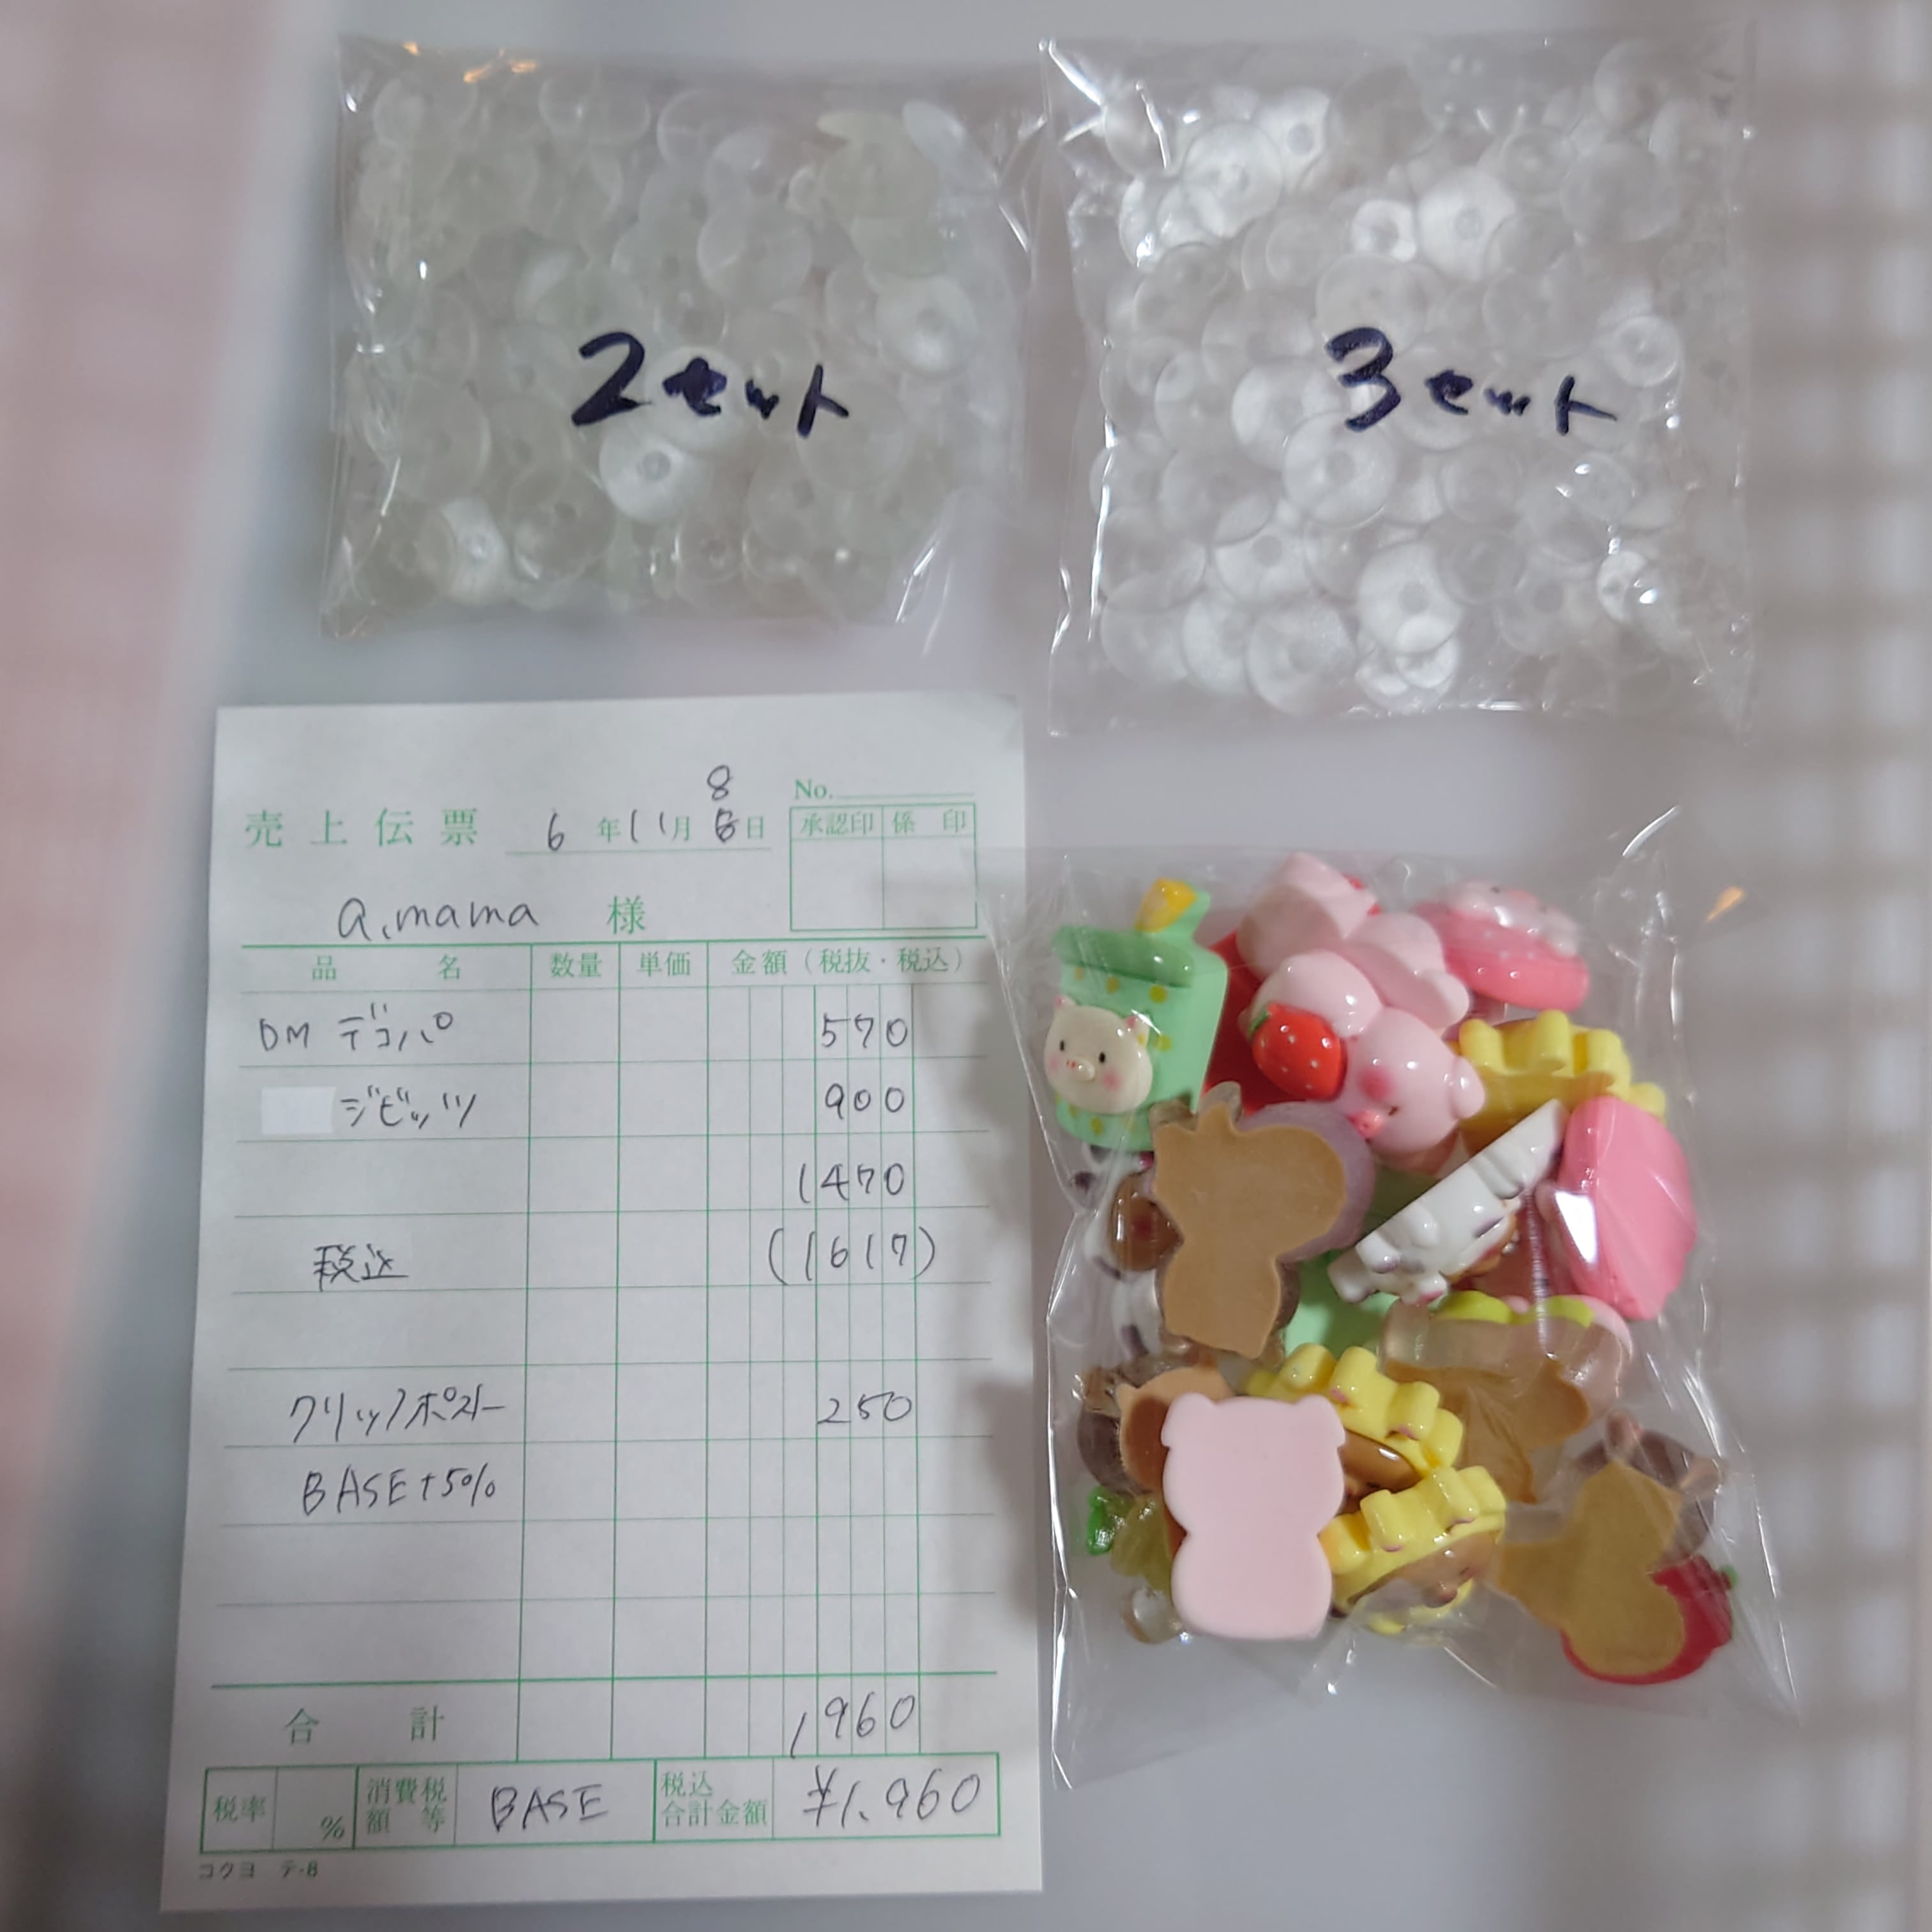 2セット
3セット
8
No.
売上伝票 6年11月8日
承認印 係印
a.mama 様
品名 数量 単価 金額(税抜・税込)
DM デコパ 570
ジビッツ 900
1470
税込 (1617)
クリックポスト 250
BASE+5%
合計 1960
税率 % 消費税額等 BASE 税込合計金額 ¥1.960
コクヨ テ-8